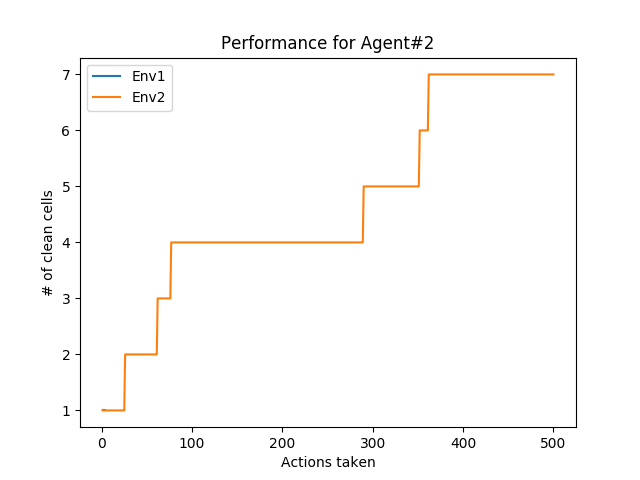 Performance for Agent#2
Env1
Env2
# of clean cells
7
6
5
4
3
2
1
0 100 200 300 400 500
Actions taken